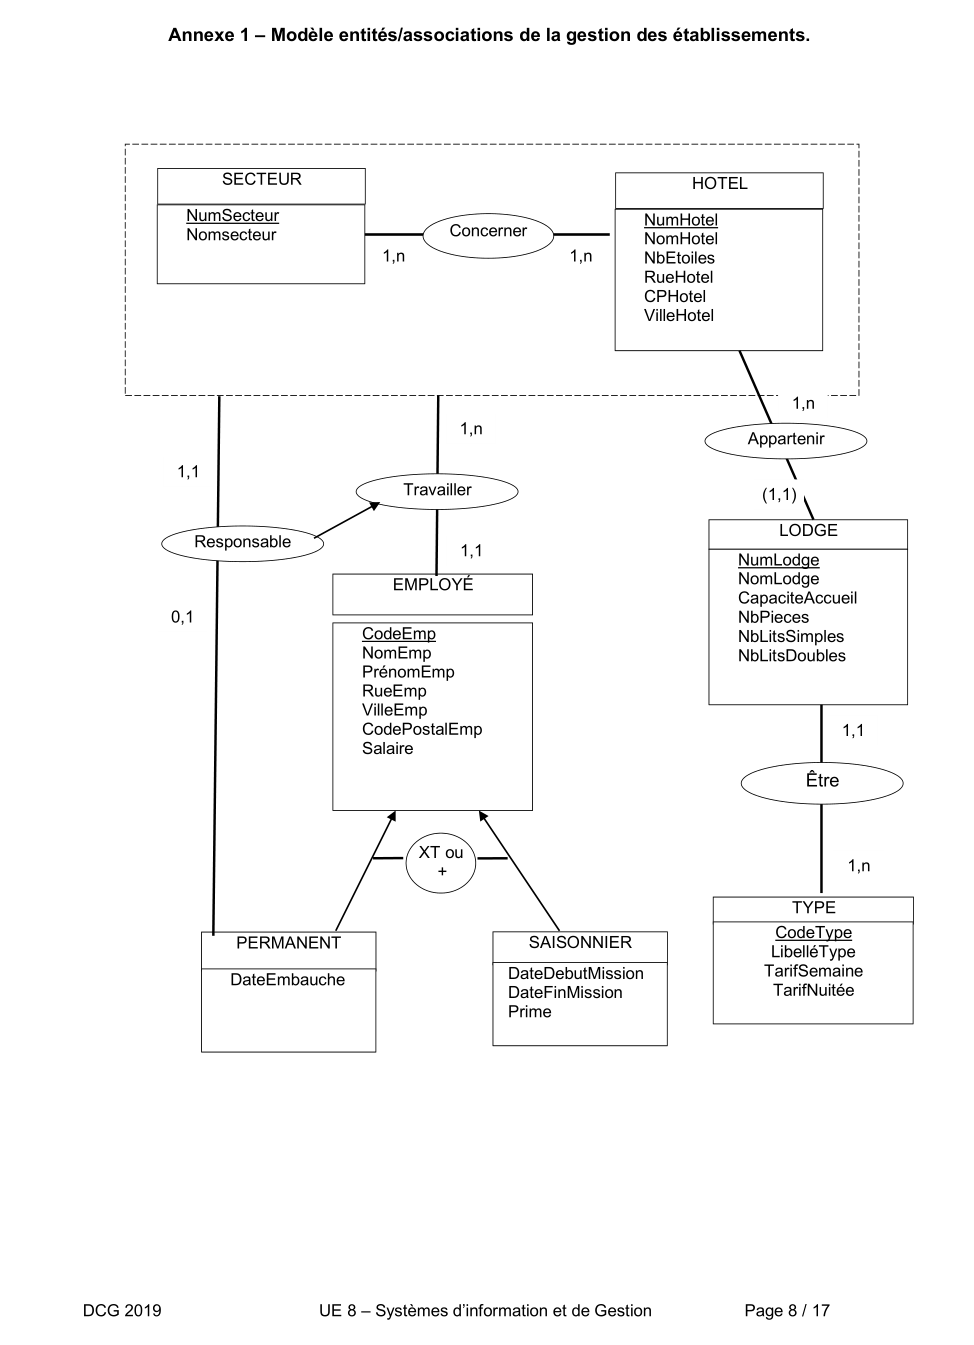 Annexe 1 – Modèle entités/associations de la gestion des établissements.
SECTEUR
NumSecteur
Nomsecteur
Concerner
1,n
1,n
HOTEL
NumHotel
NomHotel
NbEtoiles
RueHotel
CPHotel
VilleHotel
1,n
Appartenir
(1,1)
1,n
1,1
Travailler
Responsable
1,1
0,1
EMPLOYÉ
CodeEmp
NomEmp
PrénomEmp
RueEmp
VilleEmp
CodePostalEmp
Salaire
LODGE
NumLodge
NomLodge
CapaciteAccueil
NbPieces
NbLitsSimples
NbLitsDoubles
1,1
Être
1,n
XT ou
+
TYPE
CodeType
LibelléType
TarifSemaine
TarifNuitée
PERMANENT
DateEmbauche
SAISONNIER
DateDebutMission
DateFinMission
Prime
DCG 2019 UE 8 – Systèmes d’information et de Gestion Page 8 / 17